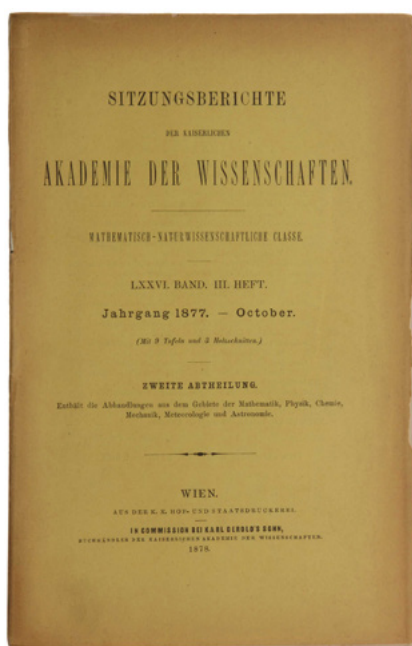 SITZUNGSBERICHTE
DER KAISERLICHEN
AKADEMIE DER WISSENSCHAFTEN.
MATHEMATISCH-NATURWISSENSCHAFTLICHE CLASSE.
LXXVI. BAND. III. HEFT.
Jahrgang 1877. — October.
(Mit 9 Tafeln und 2 Holzschnitten.)
ZWEITE ABTHEILUNG.
Enthält die Abhandlungen aus dem Gebiete der Mathematik, Physik, Chemie,
Mechanik, Meteorologie und Astronomie.
WIEN.
AUS DER K. K. HOF- UND STAATSDRUCKEREI.
IN COMMISSION BEI KARL GEROLD'S SOHN,
BUCHHÄNDLER DER KAISERLICHEN AKADEMIE DER WISSENSCHAFTEN.
1878.